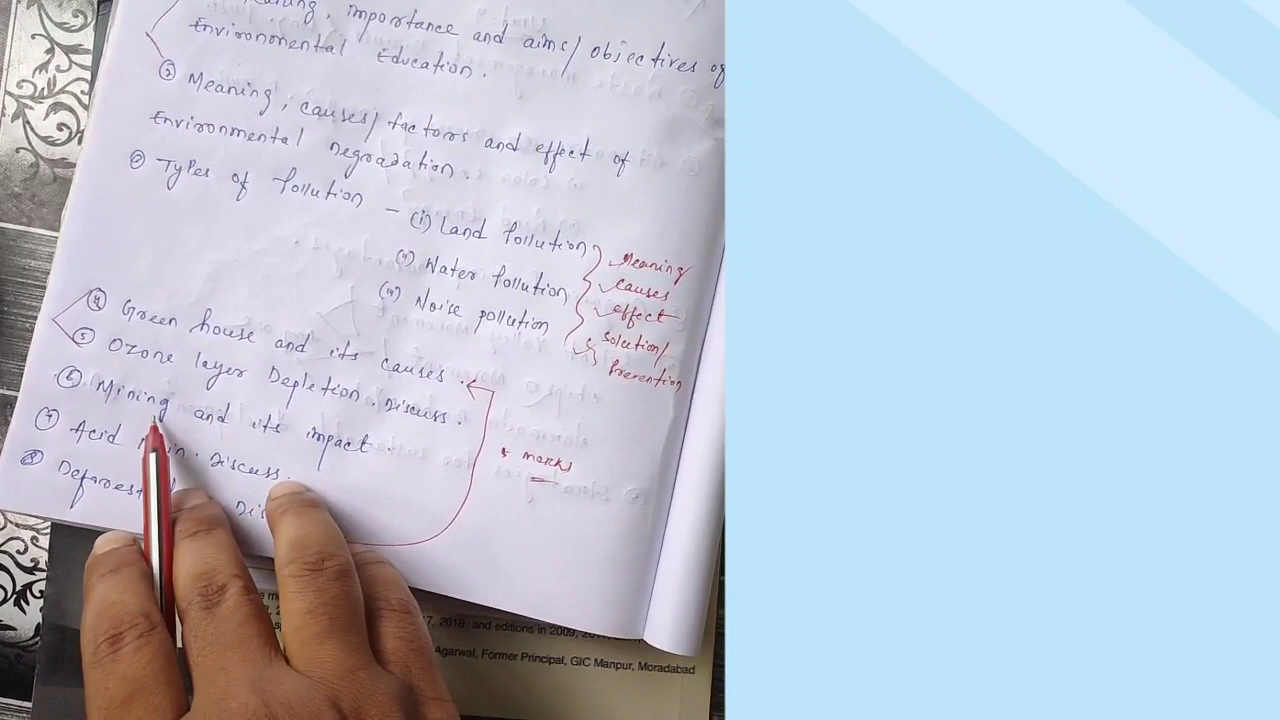 importance and aims/objectives of
Environmental Education.
③ Meaning, causes/factors and effect of
Environmental Degradation.
Types of Pollution - (i) Land Pollution
(ii) Water Pollution
(iii) Noise pollution
Meaning
causes
effect
solution/
Prevention
④ Green house and its causes.
⑤ Ozone layer Depletion. Discuss.
⑥ Mining and its impact.
⑦ Acid Discuss.
⑧
5 marks
2018 and editions in 2009,
Agarwal, Former Principal, GIC Manpur, Moradabad